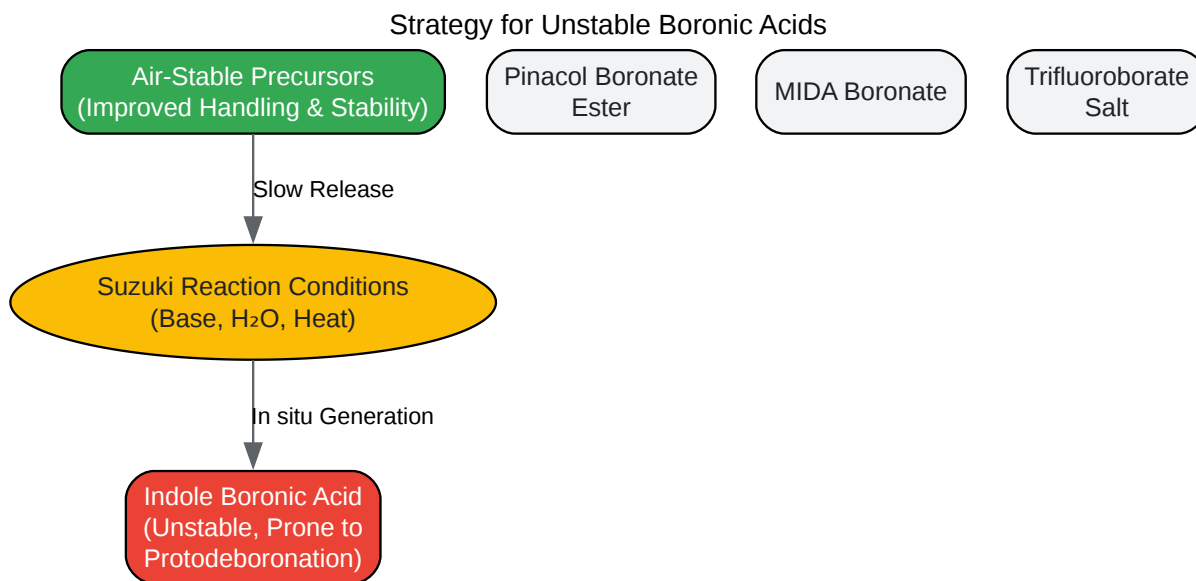 Strategy for Unstable Boronic Acids
Air-Stable Precursors
(Improved Handling & Stability)
Pinacol Boronate
Ester
MIDA Boronate
Trifluoroborate
Salt
Slow Release
Suzuki Reaction Conditions
(Base, H₂O, Heat)
In situ Generation
Indole Boronic Acid
(Unstable, Prone to
Protodeboronation)